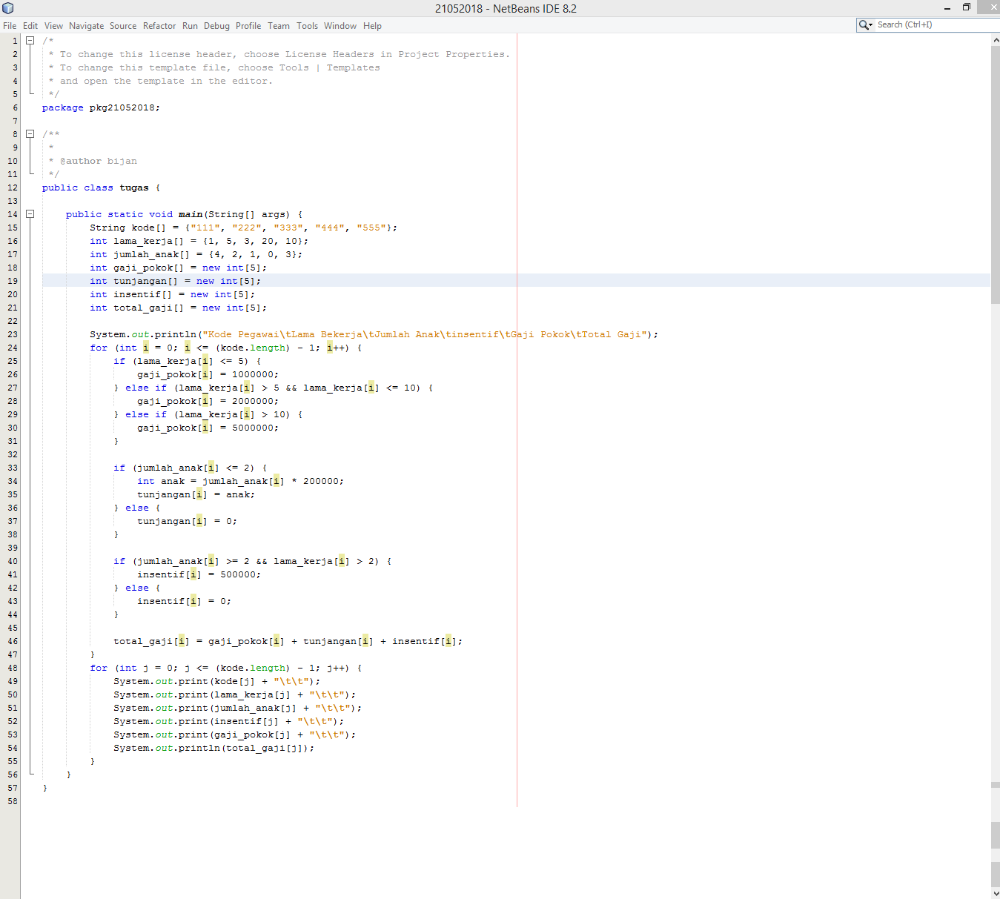 21052018 - NetBeans IDE 8.2
File Edit View Navigate Source Refactor Run Debug Profile Team Tools Window Help
Search (Ctrl+I)
1 /*
2  * To change this license header, choose License Headers in Project Properties.
3  * To change this template file, choose Tools | Templates
4  * and open the template in the editor.
5  */
6 package pkg21052018;
7
8 /**
9  *
10  * @author bijan
11  */
12 public class tugas {
13
14     public static void main(String[] args) {
15         String kode[] = {"111", "222", "333", "444", "555"};
16         int lama_kerja[] = {1, 5, 3, 20, 10};
17         int jumlah_anak[] = {4, 2, 1, 0, 3};
18         int gaji_pokok[] = new int[5];
19         int tunjangan[] = new int[5];
20         int insentif[] = new int[5];
21         int total_gaji[] = new int[5];
22
23         System.out.println("Kode Pegawai\tLama Bekerja\tJumlah Anak\tinsentif\tGaji Pokok\tTotal Gaji");
24         for (int i = 0; i <= (kode.length) - 1; i++) {
25             if (lama_kerja[i] <= 5) {
26                 gaji_pokok[i] = 1000000;
27             } else if (lama_kerja[i] > 5 && lama_kerja[i] <= 10) {
28                 gaji_pokok[i] = 2000000;
29             } else if (lama_kerja[i] > 10) {
30                 gaji_pokok[i] = 5000000;
31             }
32
33             if (jumlah_anak[i] <= 2) {
34                 int anak = jumlah_anak[i] * 200000;
35                 tunjangan[i] = anak;
36             } else {
37                 tunjangan[i] = 0;
38             }
39
40             if (jumlah_anak[i] >= 2 && lama_kerja[i] > 2) {
41                 insentif[i] = 500000;
42             } else {
43                 insentif[i] = 0;
44             }
45
46             total_gaji[i] = gaji_pokok[i] + tunjangan[i] + insentif[i];
47         }
48         for (int j = 0; j <= (kode.length) - 1; j++) {
49             System.out.print(kode[j] + "\t\t");
50             System.out.print(lama_kerja[j] + "\t\t");
51             System.out.print(jumlah_anak[j] + "\t\t");
52             System.out.print(insentif[j] + "\t\t");
53             System.out.print(gaji_pokok[j] + "\t\t");
54             System.out.println(total_gaji[j]);
55         }
56     }
57 }
58